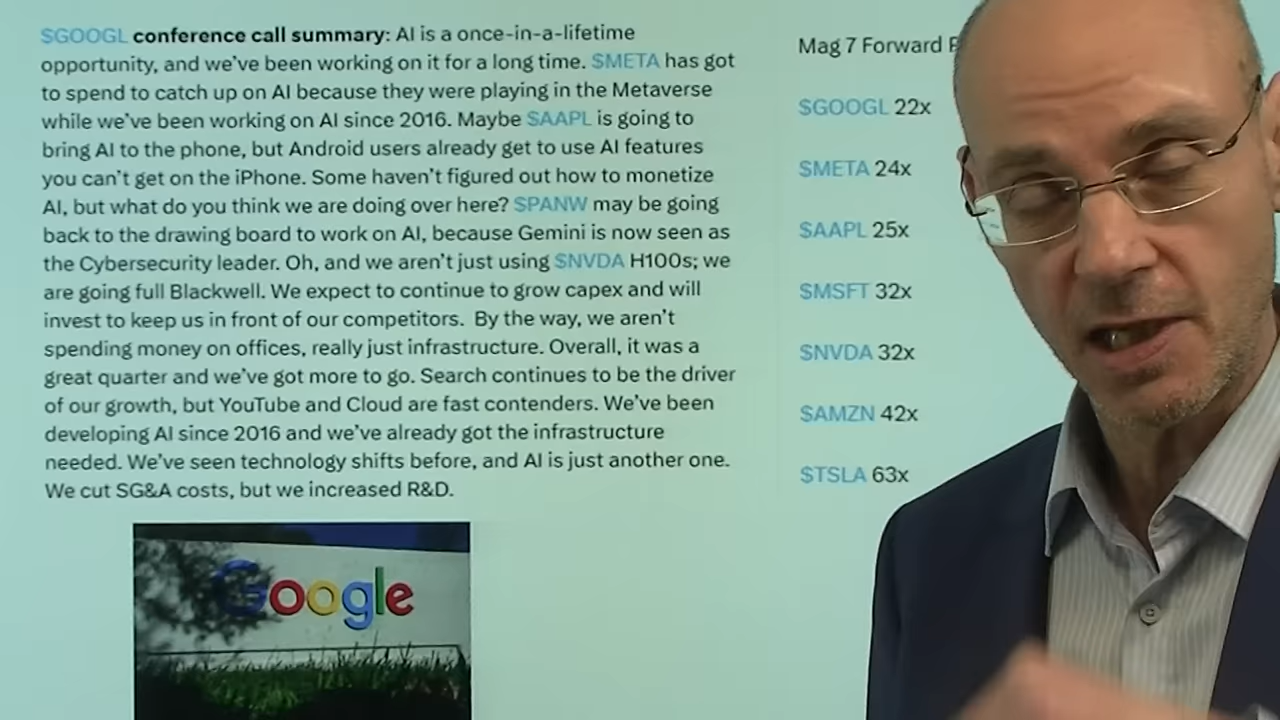 $GOOGL conference call summary: AI is a once-in-a-lifetime
opportunity, and we've been working on it for a long time. $META has got
to spend to catch up on AI because they were playing in the Metaverse
while we've been working on AI since 2016. Maybe $AAPL is going to
bring AI to the phone, but Android users already get to use AI features
you can't get on the iPhone. Some haven't figured out how to monetize
AI, but what do you think we are doing over here? $PANW may be going
back to the drawing board to work on AI, because Gemini is now seen as
the Cybersecurity leader. Oh, and we aren't just using $NVDA H100s; we
are going full Blackwell. We expect to continue to grow capex and will
invest to keep us in front of our competitors. By the way, we aren't
spending money on offices, really just infrastructure. Overall, it was a
great quarter and we've got more to go. Search continues to be the driver
of our growth, but YouTube and Cloud are fast contenders. We've been
developing AI since 2016 and we've already got the infrastructure
needed. We've seen technology shifts before, and AI is just another one.
We cut SG&A costs, but we increased R&D.
Google
Mag 7 Forward
$GOOGL 22x
$META 24x
$AAPL 25x
$MSFT 32x
$NVDA 32x
$AMZN 42x
$TSLA 63x